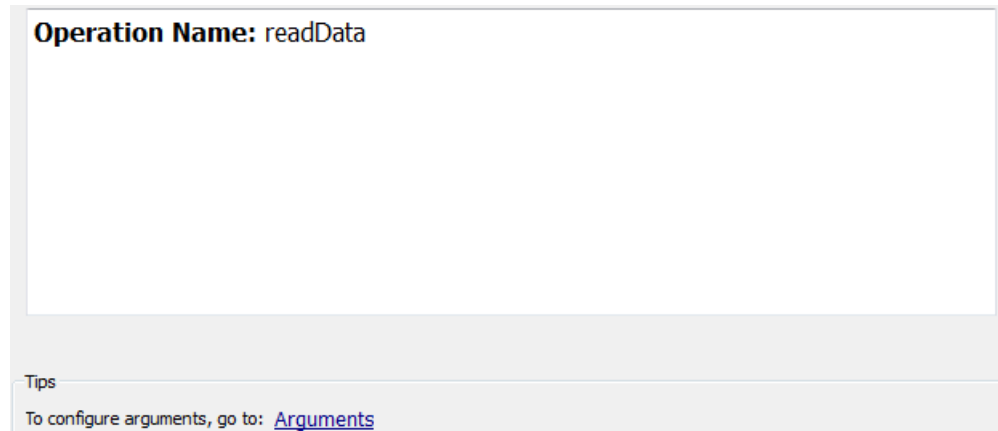 Operation Name: readData
Tips
To configure arguments, go to: Arguments